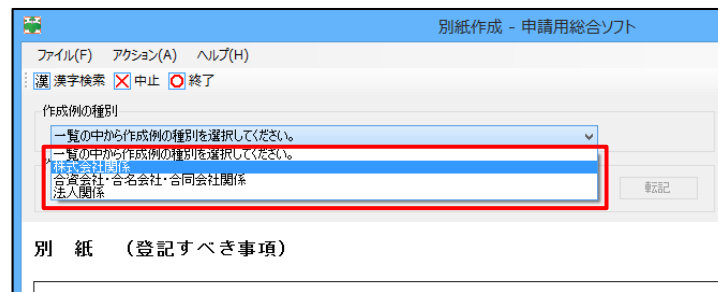 別紙作成 - 申請用総合ソフト
ファイル(F) アクション(A) ヘルプ(H)
漢 漢字検索 中止 終了
作成例の種別
一覧の中から作成例の種別を選択してください。
一覧の中から作成例の種別を選択してください。
株式会社関係
合資会社・合名会社・合同会社関係
法人関係
転記
別 紙 (登記すべき事項)